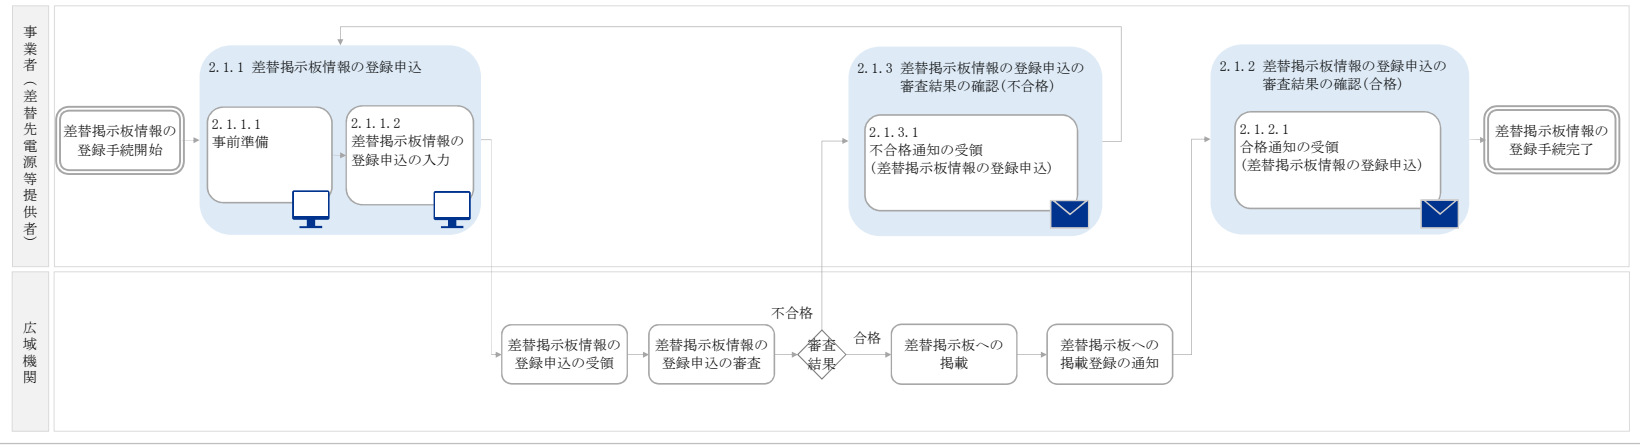 事業者（差替先電源等提供者）
差替掲示板情報の
登録手続開始
2.1.1 差替掲示板情報の登録申込
2.1.1.1
事前準備
2.1.1.2
差替掲示板情報の
登録申込の入力
2.1.3 差替掲示板情報の登録申込の
審査結果の確認(不合格)
2.1.3.1
不合格通知の受領
(差替掲示板情報の登録申込)
2.1.2 差替掲示板情報の登録申込の
審査結果の確認(合格)
2.1.2.1
合格通知の受領
(差替掲示板情報の登録申込)
差替掲示板情報の
登録手続完了
広域機関
差替掲示板情報の
登録申込の受領
差替掲示板情報の
登録申込の審査
不合格
審査
結果
合格
差替掲示板への
掲載
差替掲示板への
掲載登録の通知